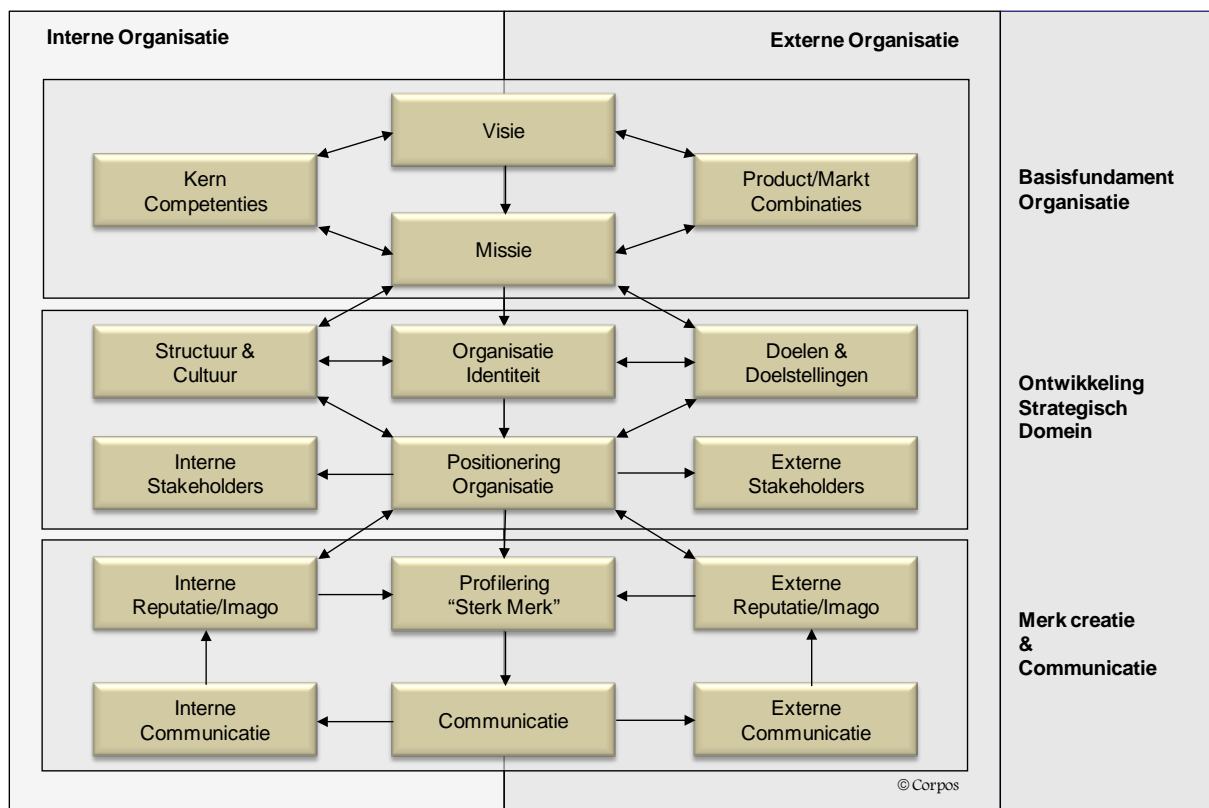 Interne Organisatie
Externe Organisatie
Visie
Kern
Competenties
Product/Markt
Combinaties
Missie
Basisfundament
Organisatie
Structuur &
Cultuur
Organisatie
Identiteit
Doelen &
Doelstellingen
Interne
Stakeholders
Positionering
Organisatie
Externe
Stakeholders
Ontwikkeling
Strategisch
Domein
Interne
Reputatie/Imago
Profilering
“Sterk Merk”
Externe
Reputatie/Imago
Interne
Communicatie
Communicatie
Externe
Communicatie
Merk creatie
&
Communicatie
© Corpos